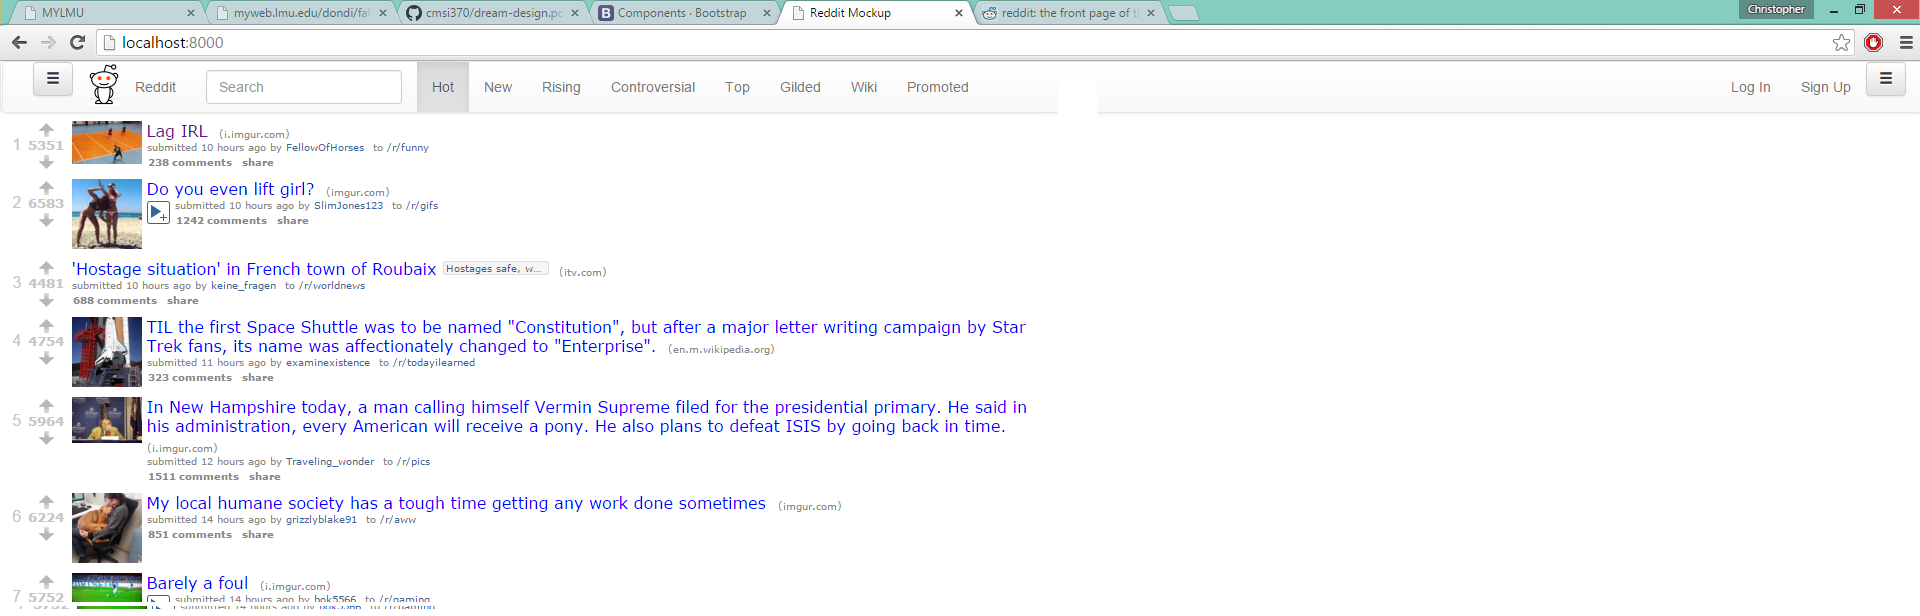 MYLMU
myweb.lmu.edu/dondi/fal
cmsi370/dream-design.po
Components · Bootstrap
Reddit Mockup
reddit: the front page of t
Christopher
localhost:8000
Reddit
Search
Hot New Rising Controversial Top Gilded Wiki Promoted
Log In Sign Up
1 5351
Lag IRL (i.imgur.com)
submitted 10 hours ago by FellowOfHorses to /r/funny
238 comments share
2 6583
Do you even lift girl? (imgur.com)
submitted 10 hours ago by SlimJones123 to /r/gifs
1242 comments share
3 4481
'Hostage situation' in French town of Roubaix Hostages safe, w... (itv.com)
submitted 10 hours ago by keine_fragen to /r/worldnews
688 comments share
4 4754
TIL the first Space Shuttle was to be named "Constitution", but after a major letter writing campaign by Star
Trek fans, its name was affectionately changed to "Enterprise". (en.m.wikipedia.org)
submitted 11 hours ago by examinexistence to /r/todayilearned
323 comments share
5 5964
In New Hampshire today, a man calling himself Vermin Supreme filed for the presidential primary. He said in
his administration, every American will receive a pony. He also plans to defeat ISIS by going back in time.
(i.imgur.com)
submitted 12 hours ago by Traveling_wonder to /r/pics
1511 comments share
6 6224
My local humane society has a tough time getting any work done sometimes (imgur.com)
submitted 14 hours ago by grizzlyblake91 to /r/aww
851 comments share
7 5752
Barely a foul (i.imgur.com)
submitted 14 hours ago by bok5566 to /r/gaming